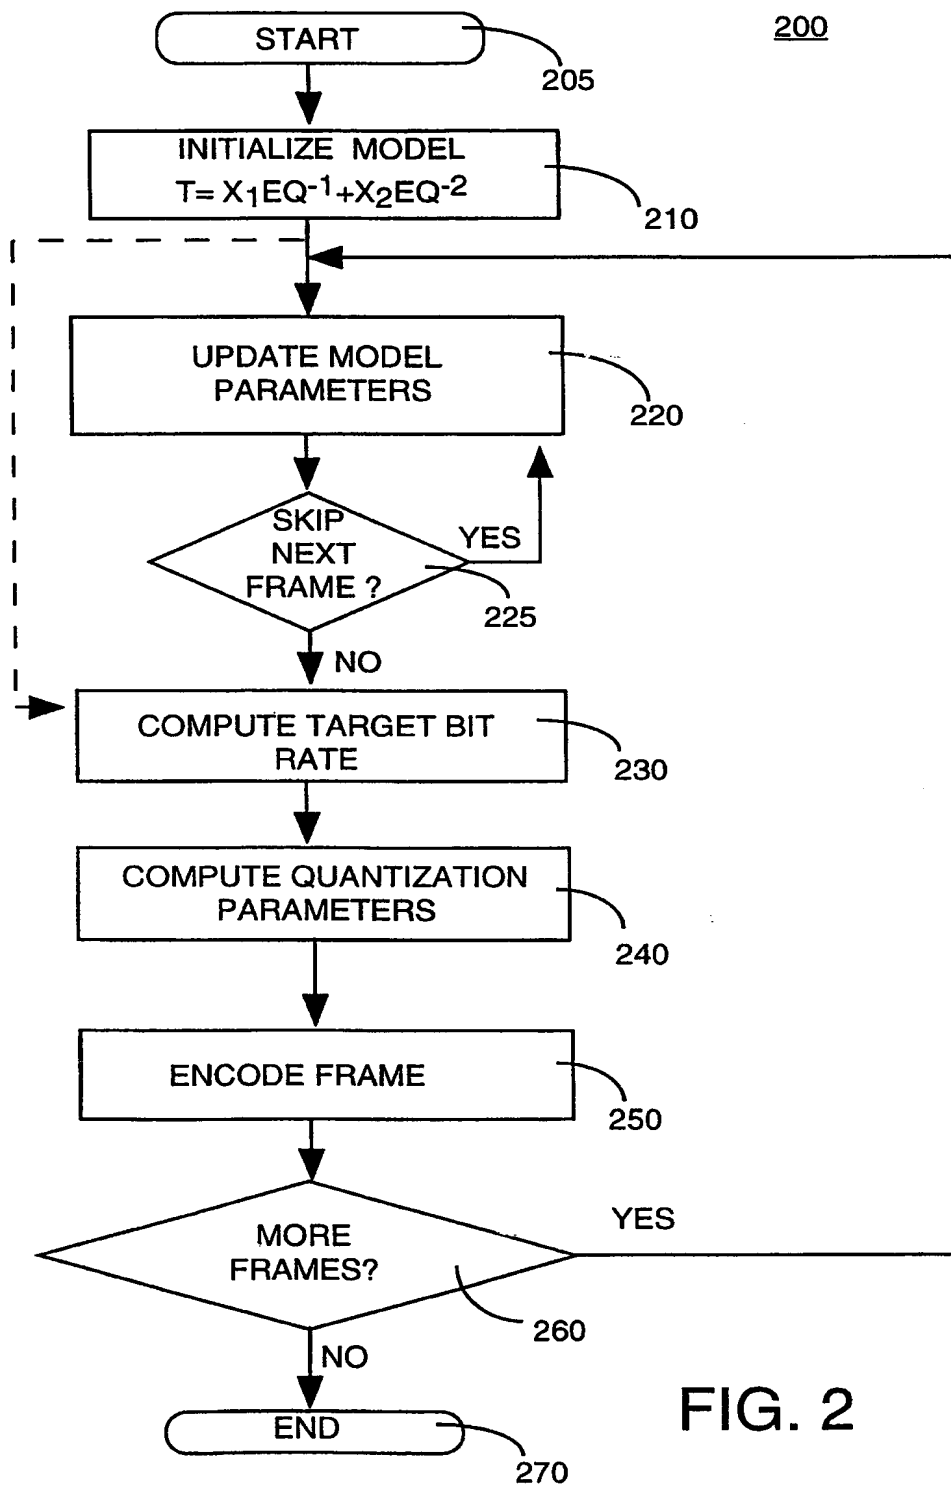 200
START
205
INITIALIZE MODEL
T= X₁EQ⁻¹+X₂EQ⁻²
210
UPDATE MODEL
PARAMETERS
220
SKIP
NEXT
FRAME ?
YES
225
NO
COMPUTE TARGET BIT
RATE
230
COMPUTE QUANTIZATION
PARAMETERS
240
ENCODE FRAME
250
MORE
FRAMES?
YES
260
NO
END
270
FIG. 2